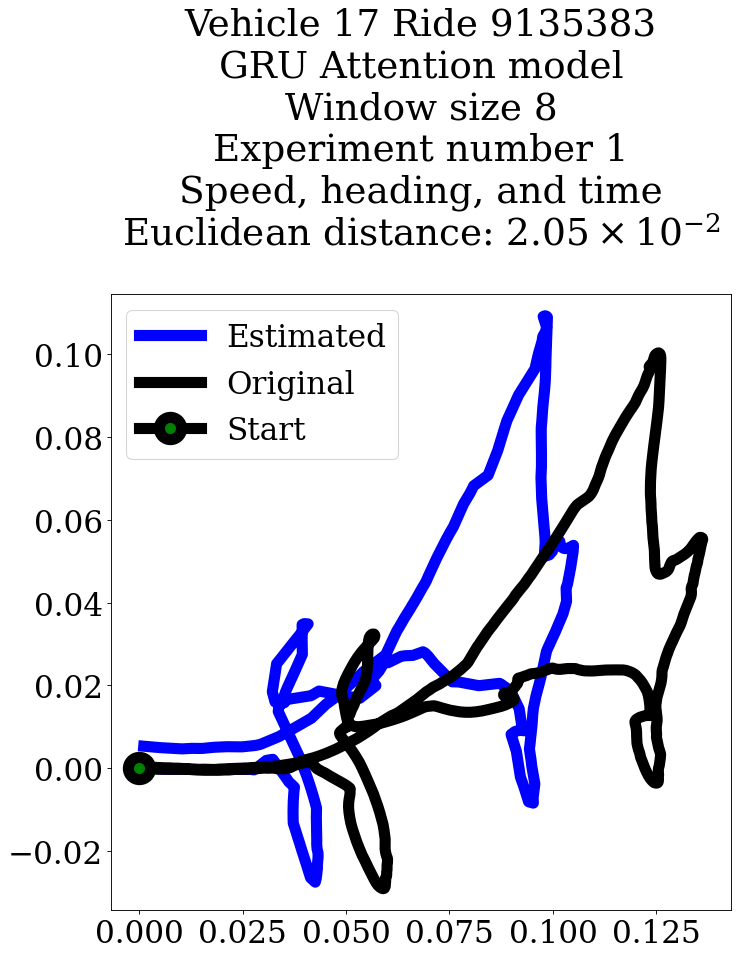 Vehicle 17 Ride 9135383
GRU Attention model
Window size 8
Experiment number 1
Speed, heading, and time
Euclidean distance: 2.05 × 10⁻²
Estimated
Original
Start
0.10
0.08
0.06
0.04
0.02
0.00
−0.02
0.000 0.025 0.050 0.075 0.100 0.125